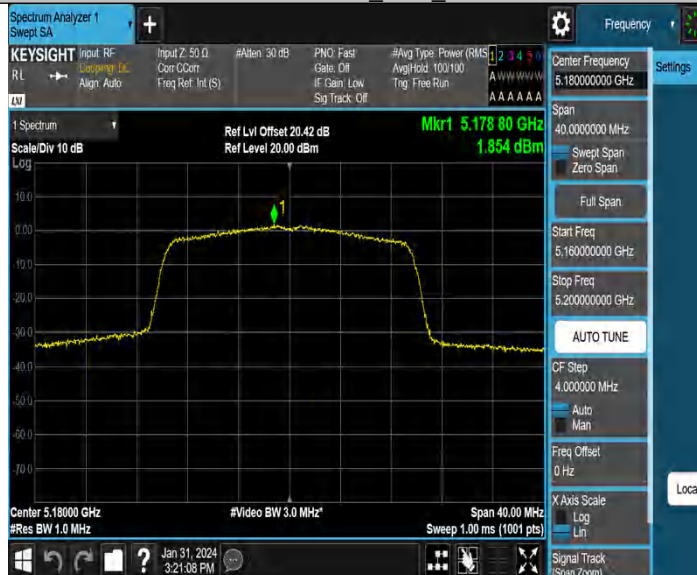 Spectrum Analyzer 1
Swept SA
+
Frequency
KEYSIGHT
RL
Input: RF
Coupling: DC
Align: Auto
Input Z: 50 Ω
Corr CCorr
Freq Ref: Int (S)
#Atten: 30 dB
PNO: Fast
Gate: Off
IF Gain: Low
Sig Track: Off
#Avg Type: Power (RMS
Avg|Hold: 100/100
Trig: Free Run
1 2 3 4 5 6
A W W W W W
A A A A A A
LXI
1 Spectrum
Scale/Div 10 dB
Log
Ref Lvl Offset 20.42 dB
Ref Level 20.00 dBm
Mkr1 5.178 80 GHz
1.854 dBm
1
10.0
0.00
-10.0
-20.0
-30.0
-40.0
-50.0
-60.0
-70.0
Center 5.18000 GHz
#Res BW 1.0 MHz
#Video BW 3.0 MHz*
Span 40.00 MHz
Sweep 1.00 ms (1001 pts)
?
Jan 31, 2024
3:21:08 PM
Center Frequency
5.180000000 GHz
Settings
Span
40.0000000 MHz
Swept Span
Zero Span
Full Span
Start Freq
5.160000000 GHz
Stop Freq
5.200000000 GHz
AUTO TUNE
CF Step
4.000000 MHz
Auto
Man
Freq Offset
0 Hz
Loca
X Axis Scale
Log
Lin
Signal Track
(Span Zoom)